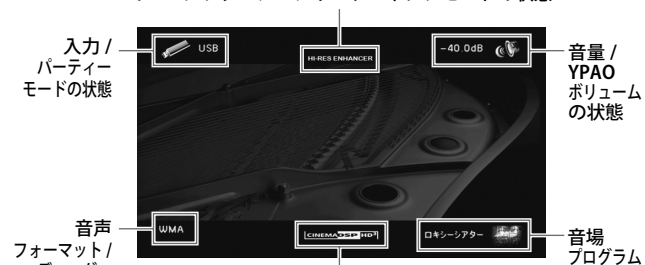 入力 /
パーティー
モードの状態
USB
HI-RES ENHANCER
-40.0dB
音量 /
YPAO
ボリューム
の状態
音声
フォーマット /
WMA
CINEMA DSP HD³
ロキシーシアター
音場
プログラム